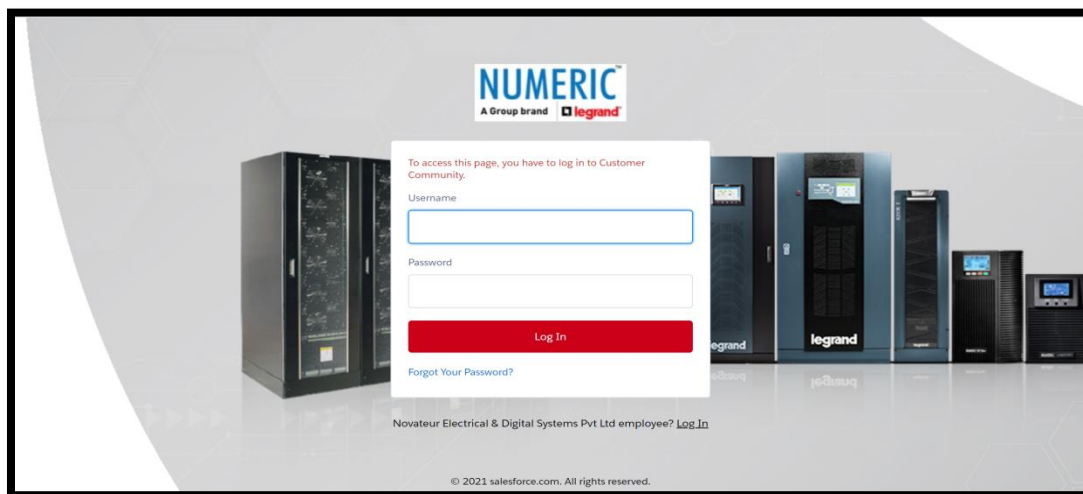 NUMERIC™
A Group brand legrand
To access this page, you have to log in to Customer
Community.
Username
Password
Log In
Forgot Your Password?
egrand
legrand
Novateur Electrical & Digital Systems Pvt Ltd employee? Log In
© 2021 salesforce.com. All rights reserved.